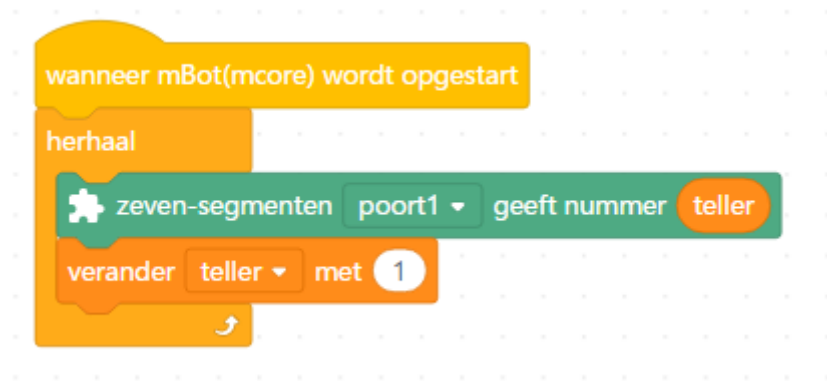 wanneer mBot(mcore) wordt opgestart
herhaal
zeven-segmenten poort1 geeft nummer teller
verander teller met 1